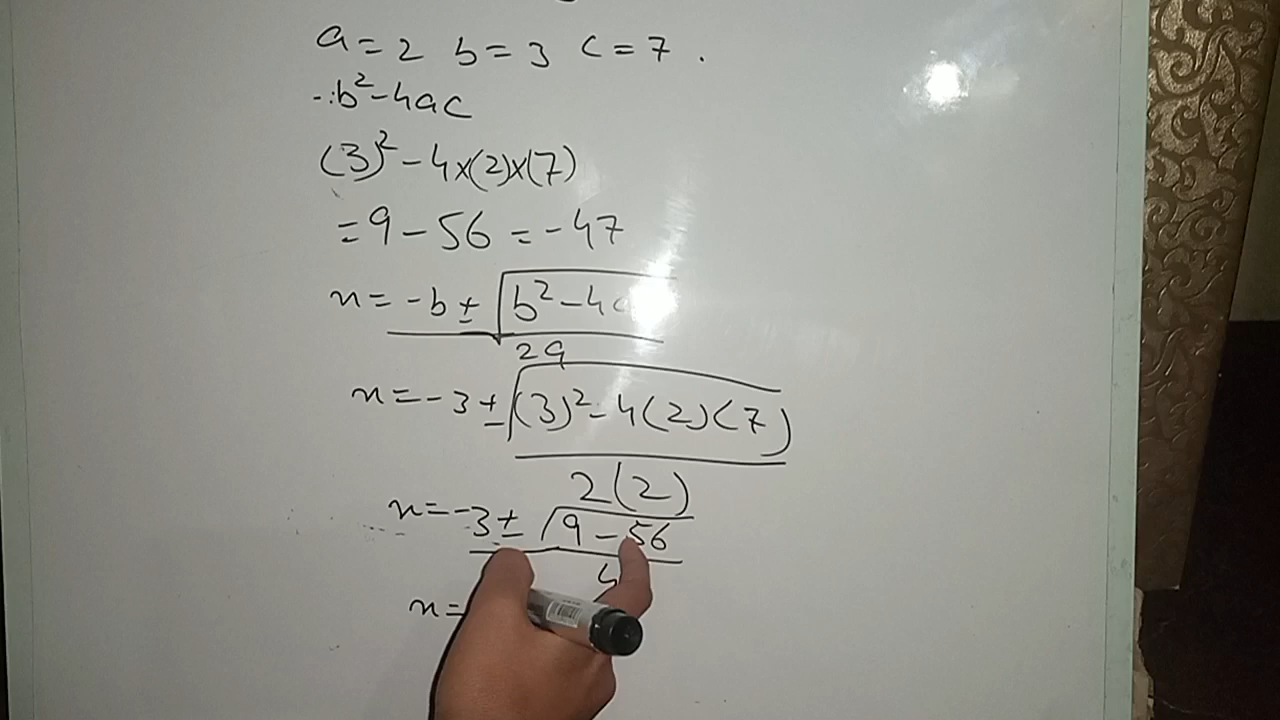 a = 2 b = 3 c = 7 .
∴ b² - 4ac
(3)² - 4×(2)×(7)
= 9 - 56 = -47
x = -b ± √b² - 4
2a
x = -3 ± √(3)² - 4(2)(7)
2(2)
x = -3 ± √9 - 56
4
x =